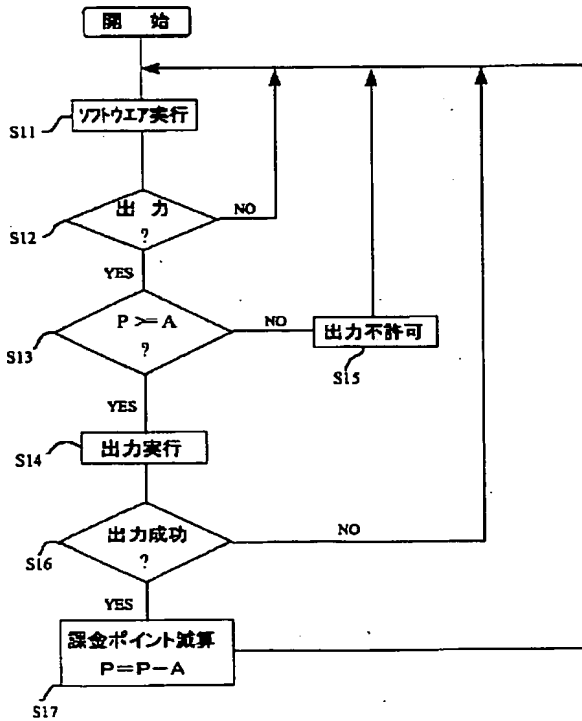 開 始
ソフトウエア実行
S11
出 力
?
NO
S12
YES
P >= A
?
NO
出力不許可
S13
S15
YES
出力実行
S14
出力成功
?
NO
S16
YES
課金ポイント減算
P=P-A
S17